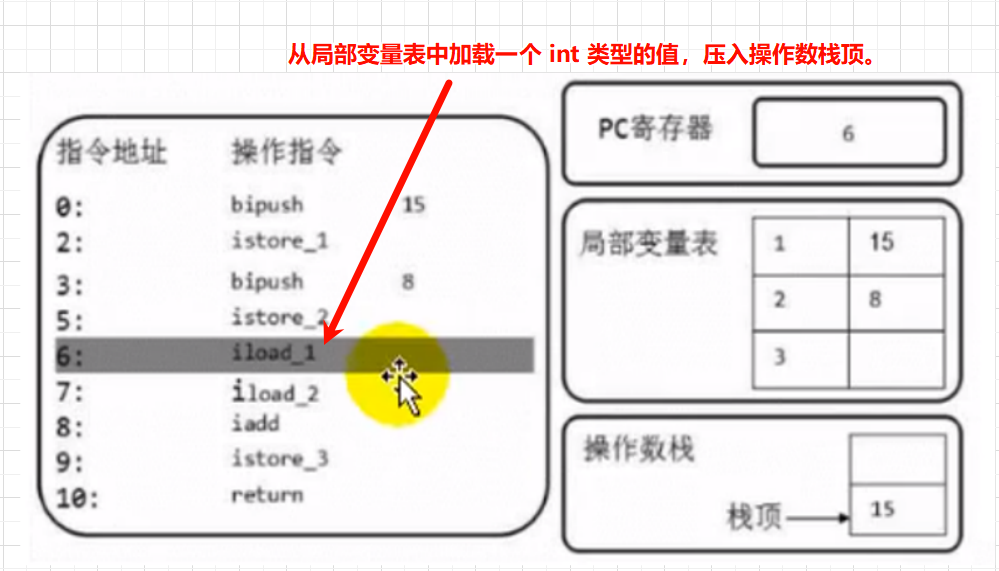 从局部变量表中加载一个 int 类型的值，压入操作数栈顶。
指令地址 操作指令
0: bipush 15
2: istore_1
3: bipush 8
5: istore_2
6: iload_1
7: iload_2
8: iadd
9: istore_3
10: return
PC寄存器 6
局部变量表 1 15
2 8
3
操作数栈
栈顶 15